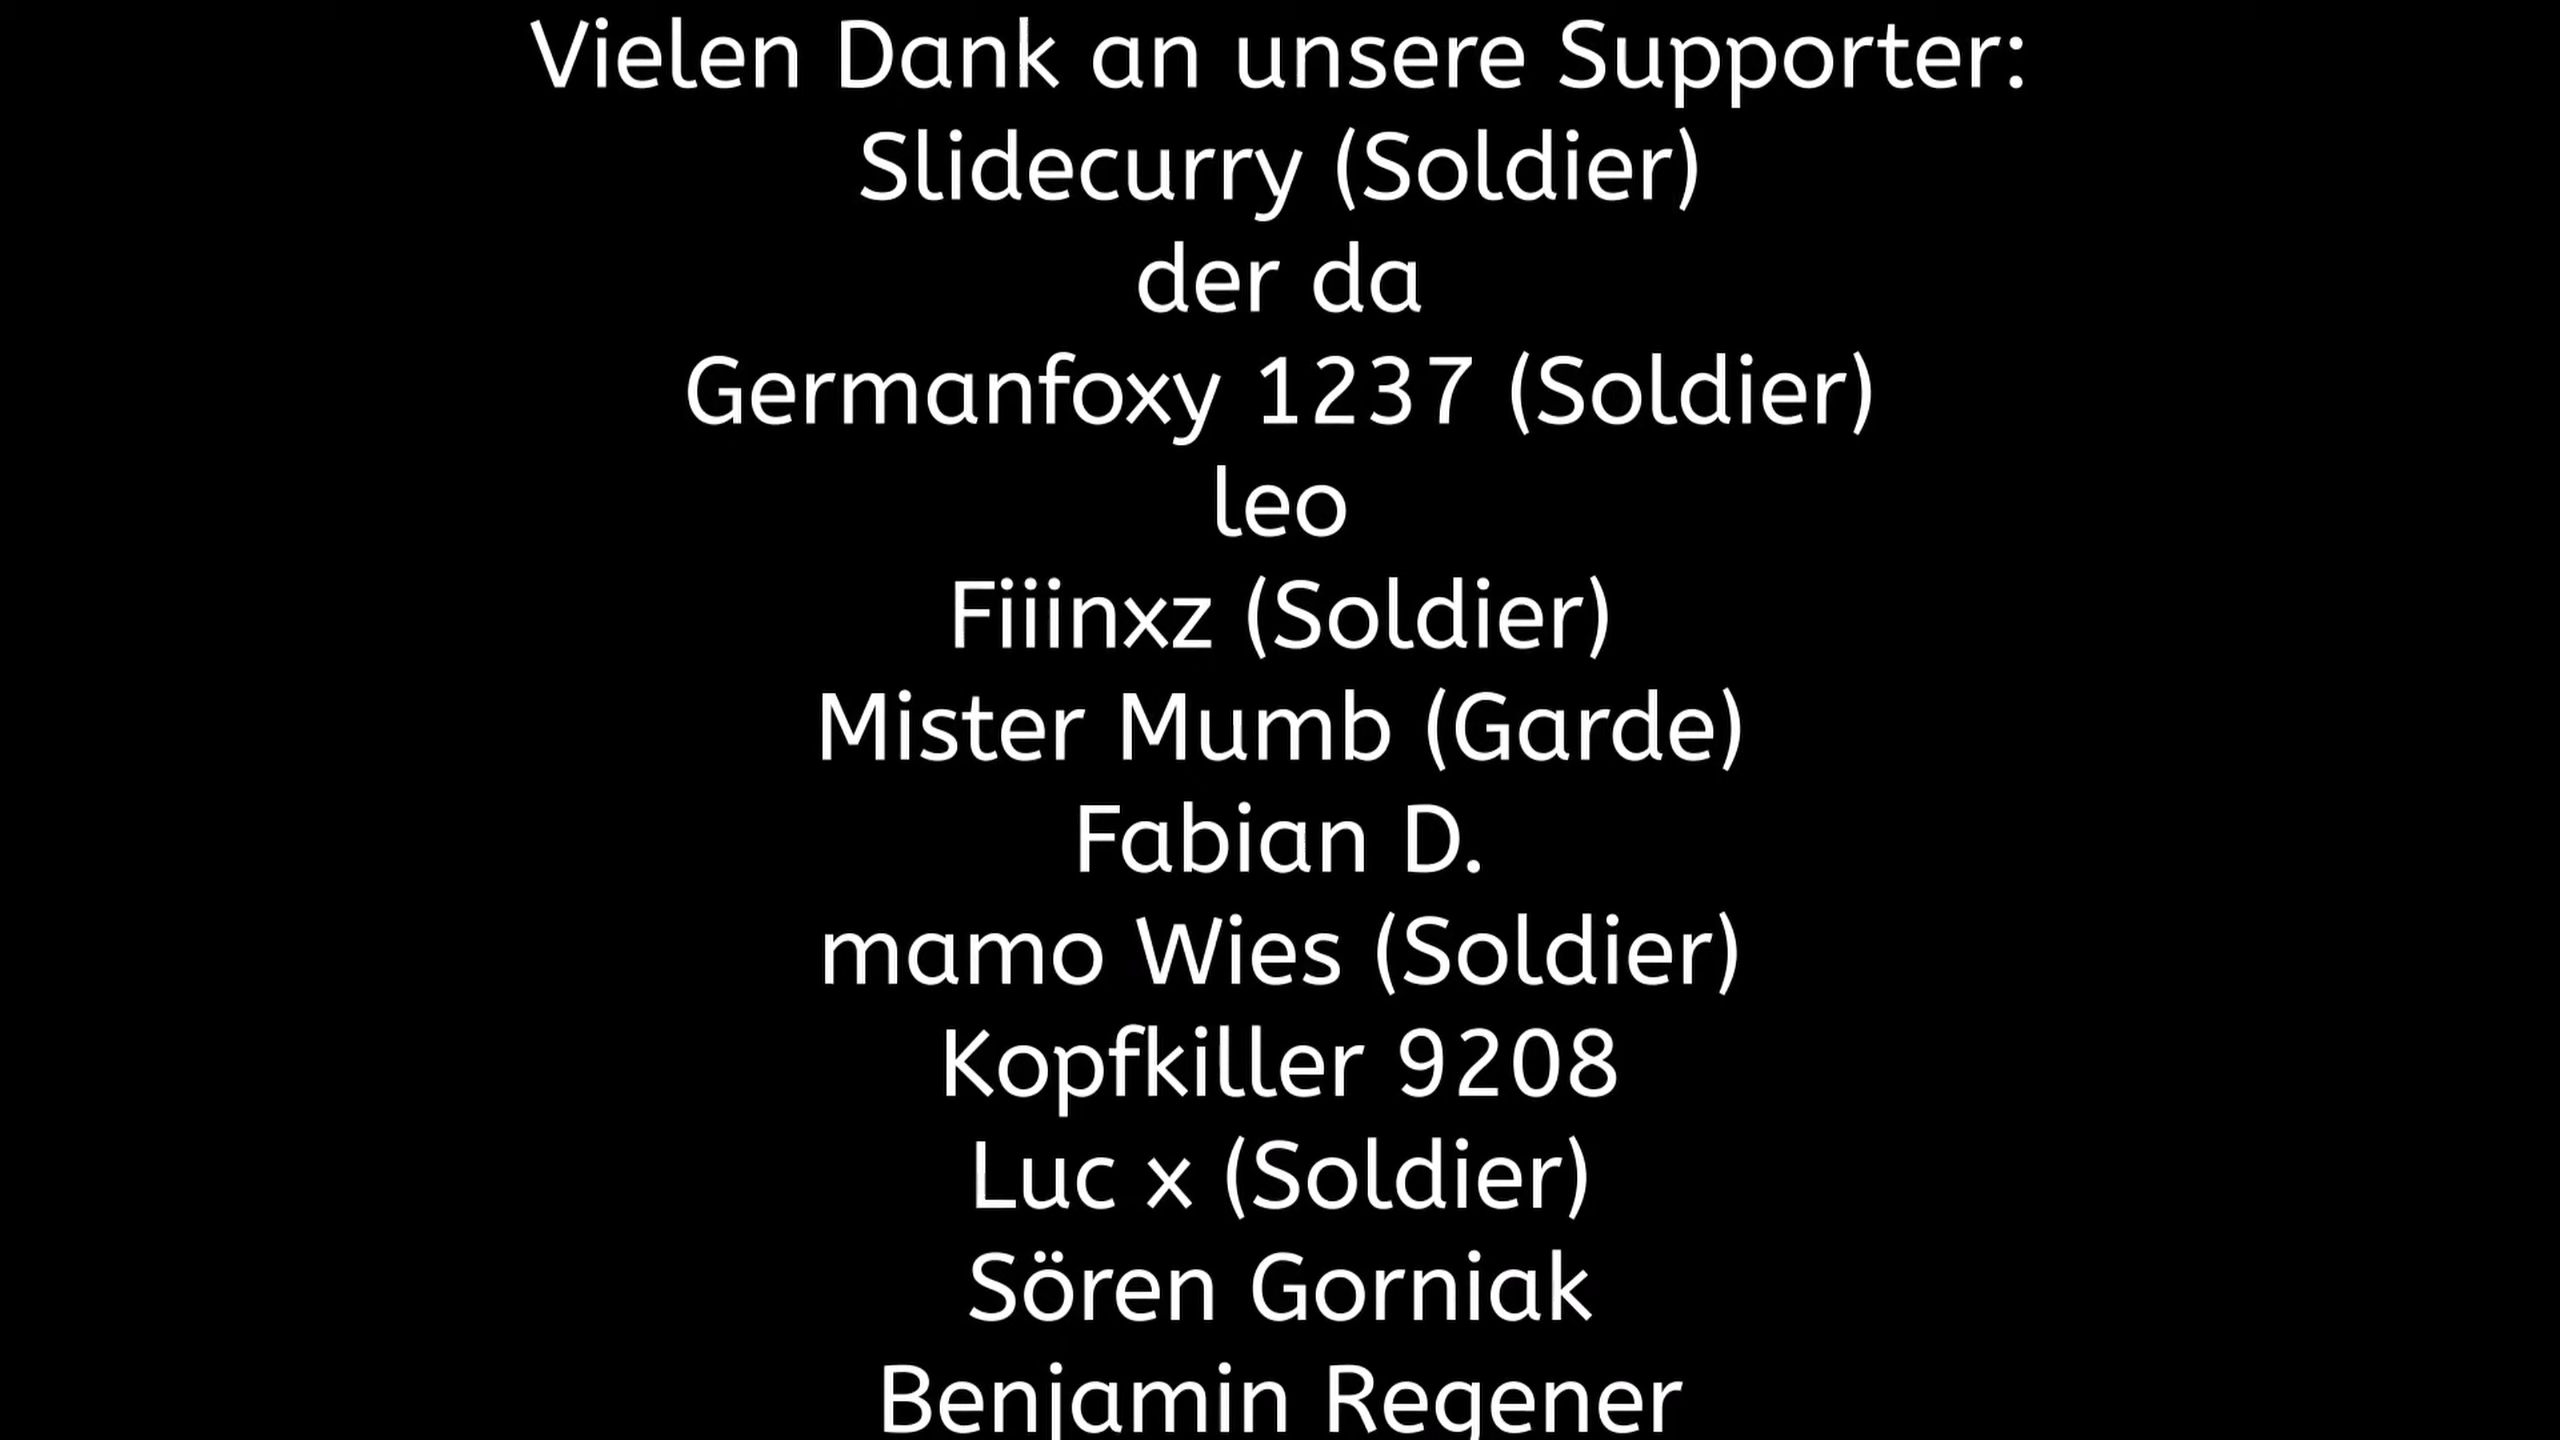 Vielen Dank an unsere Supporter:
Slidecurry (Soldier)
der da
Germanfoxy 1237 (Soldier)
leo
Fiiinxz (Soldier)
Mister Mumb (Garde)
Fabian D.
mamo Wies (Soldier)
Kopfkiller 9208
Luc x (Soldier)
Sören Gorniak
Benjamin Regener